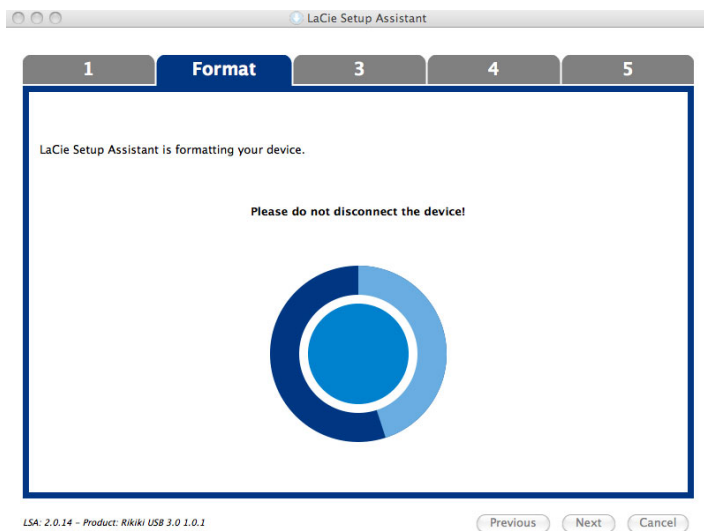 LaCie Setup Assistant
1 Format 3 4 5
LaCie Setup Assistant is formatting your device.
Please do not disconnect the device!
LSA: 2.0.14 – Product: Rikiki USB 3.0 1.0.1
Previous Next Cancel